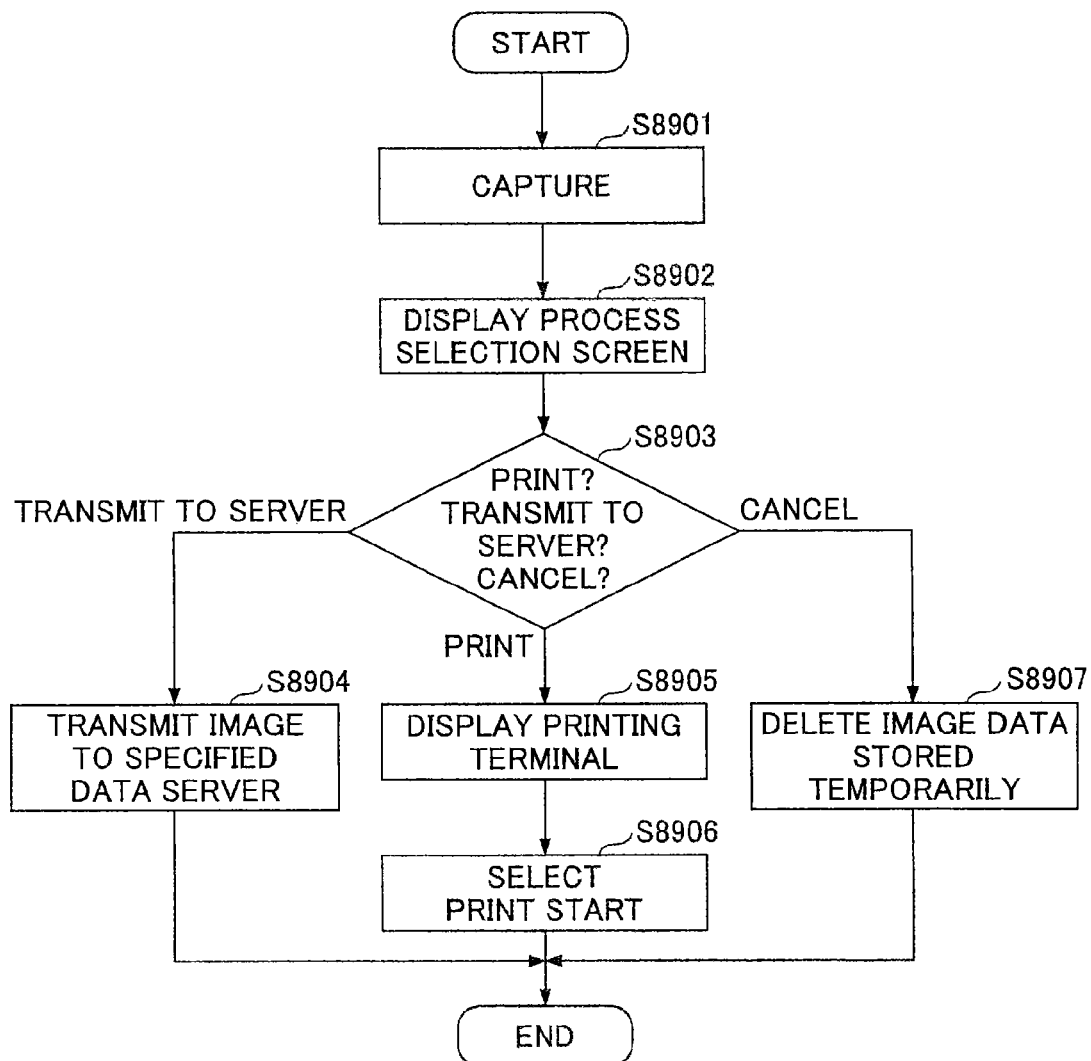 START
S8901
CAPTURE
S8902
DISPLAY PROCESS
SELECTION SCREEN
S8903
PRINT?
TRANSMIT TO
SERVER?
CANCEL?
TRANSMIT TO SERVER
CANCEL
PRINT
S8904
TRANSMIT IMAGE
TO SPECIFIED
DATA SERVER
S8905
DISPLAY PRINTING
TERMINAL
S8907
DELETE IMAGE DATA
STORED
TEMPORARILY
S8906
SELECT
PRINT START
END